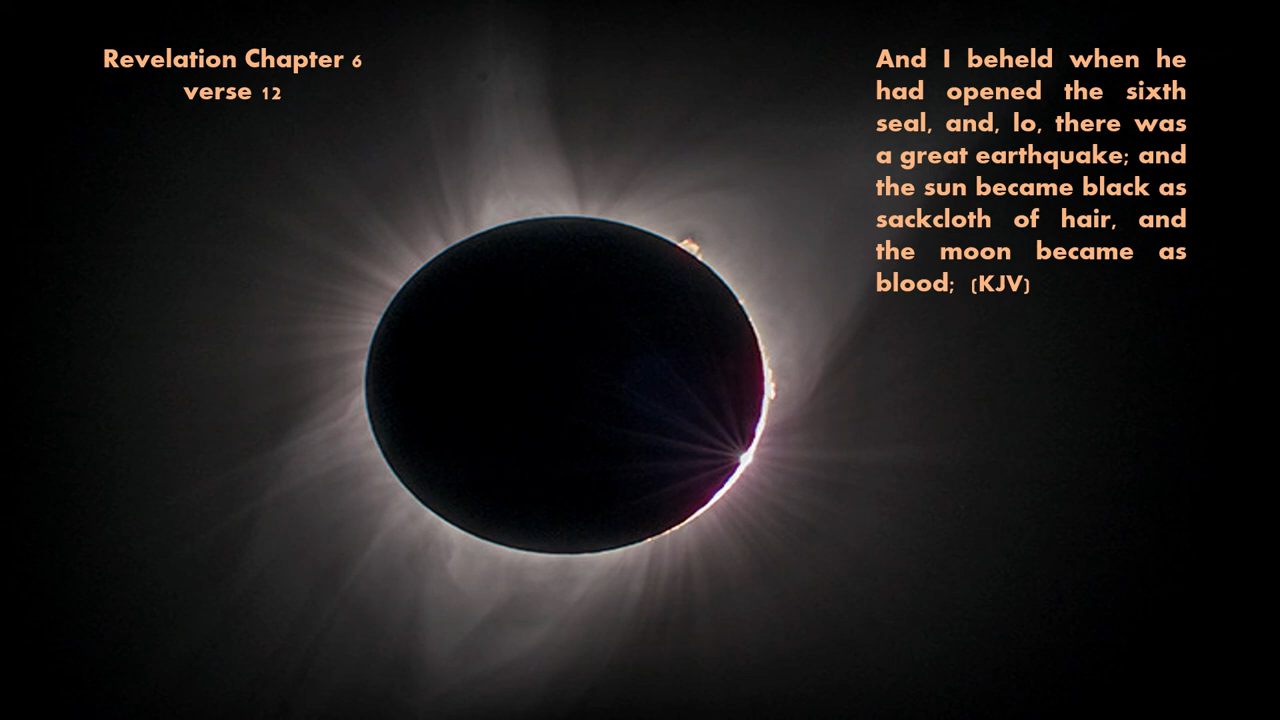 Revelation Chapter 6
verse 12
And I beheld when he
had opened the sixth
seal, and, lo, there was
a great earthquake; and
the sun became black as
sackcloth of hair, and
the moon became as
blood; (KJV)